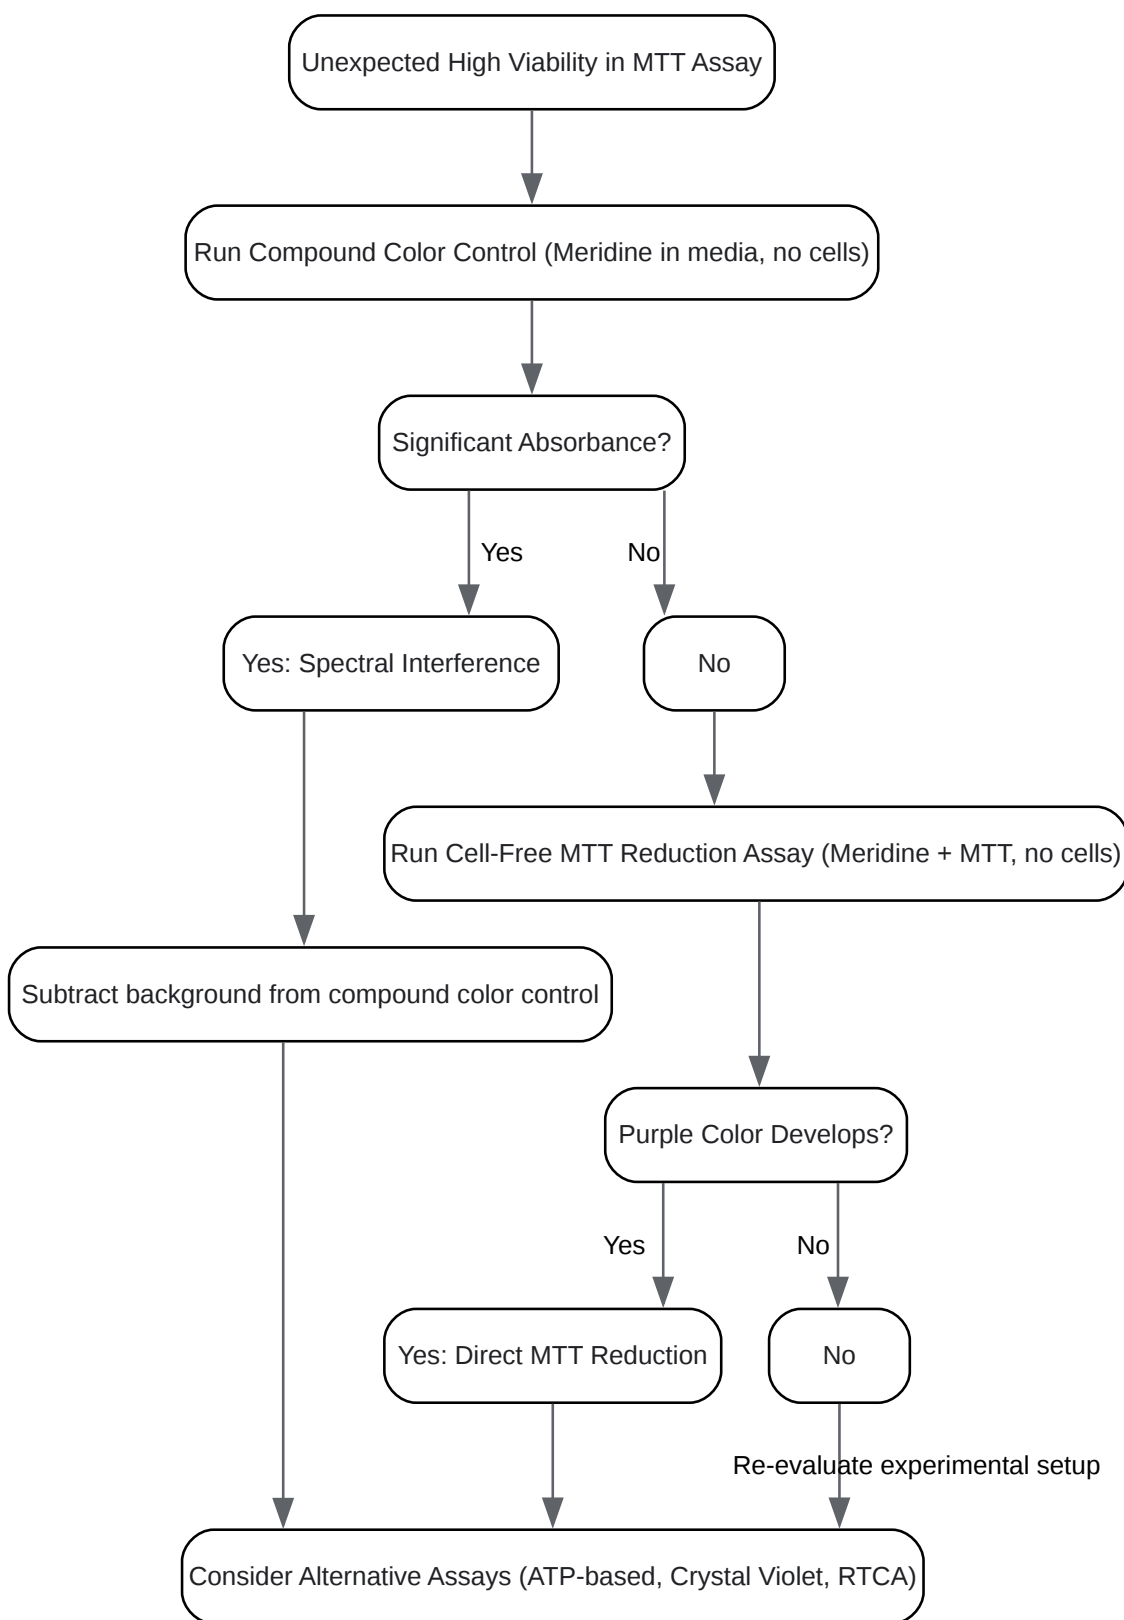 Unexpected High Viability in MTT Assay
Run Compound Color Control (Meridine in media, no cells)
Significant Absorbance?
Yes
No
Yes: Spectral Interference
No
Run Cell-Free MTT Reduction Assay (Meridine + MTT, no cells)
Subtract background from compound color control
Purple Color Develops?
Yes
No
Yes: Direct MTT Reduction
No
Re-evaluate experimental setup
Consider Alternative Assays (ATP-based, Crystal Violet, RTCA)